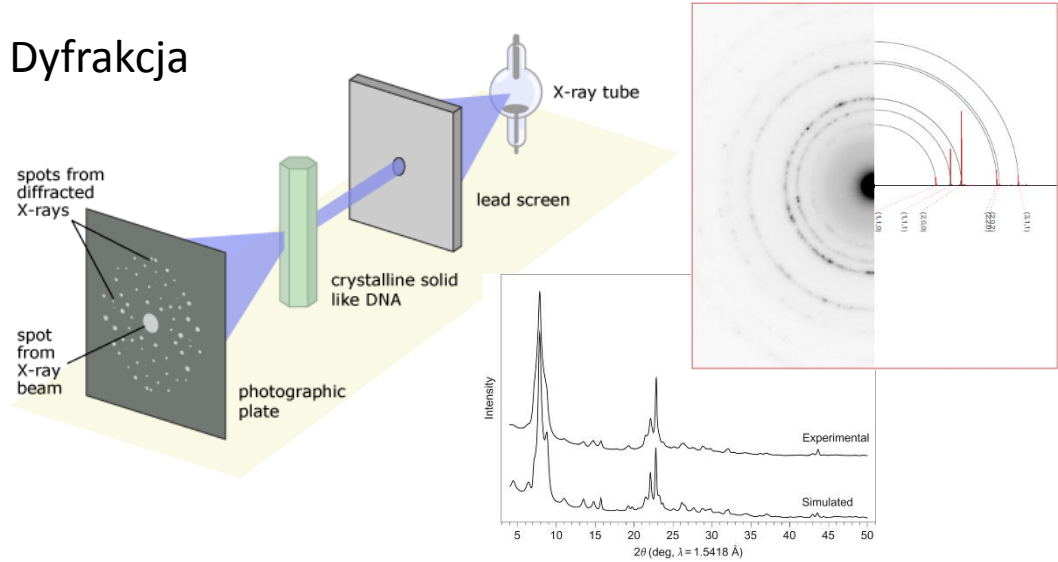 Dyfrakcja
X-ray tube
lead screen
spots from
diffracted
X-rays
crystalline solid
like DNA
spot
from
X-ray
beam
photographic
plate
(1,1,0)
(1,1,1)
(2,0,0)
(3,1,1)
Intensity
Experimental
Simulated
5 10 15 20 25 30 35 40 45 50
2θ (deg, λ = 1.5418 Å)